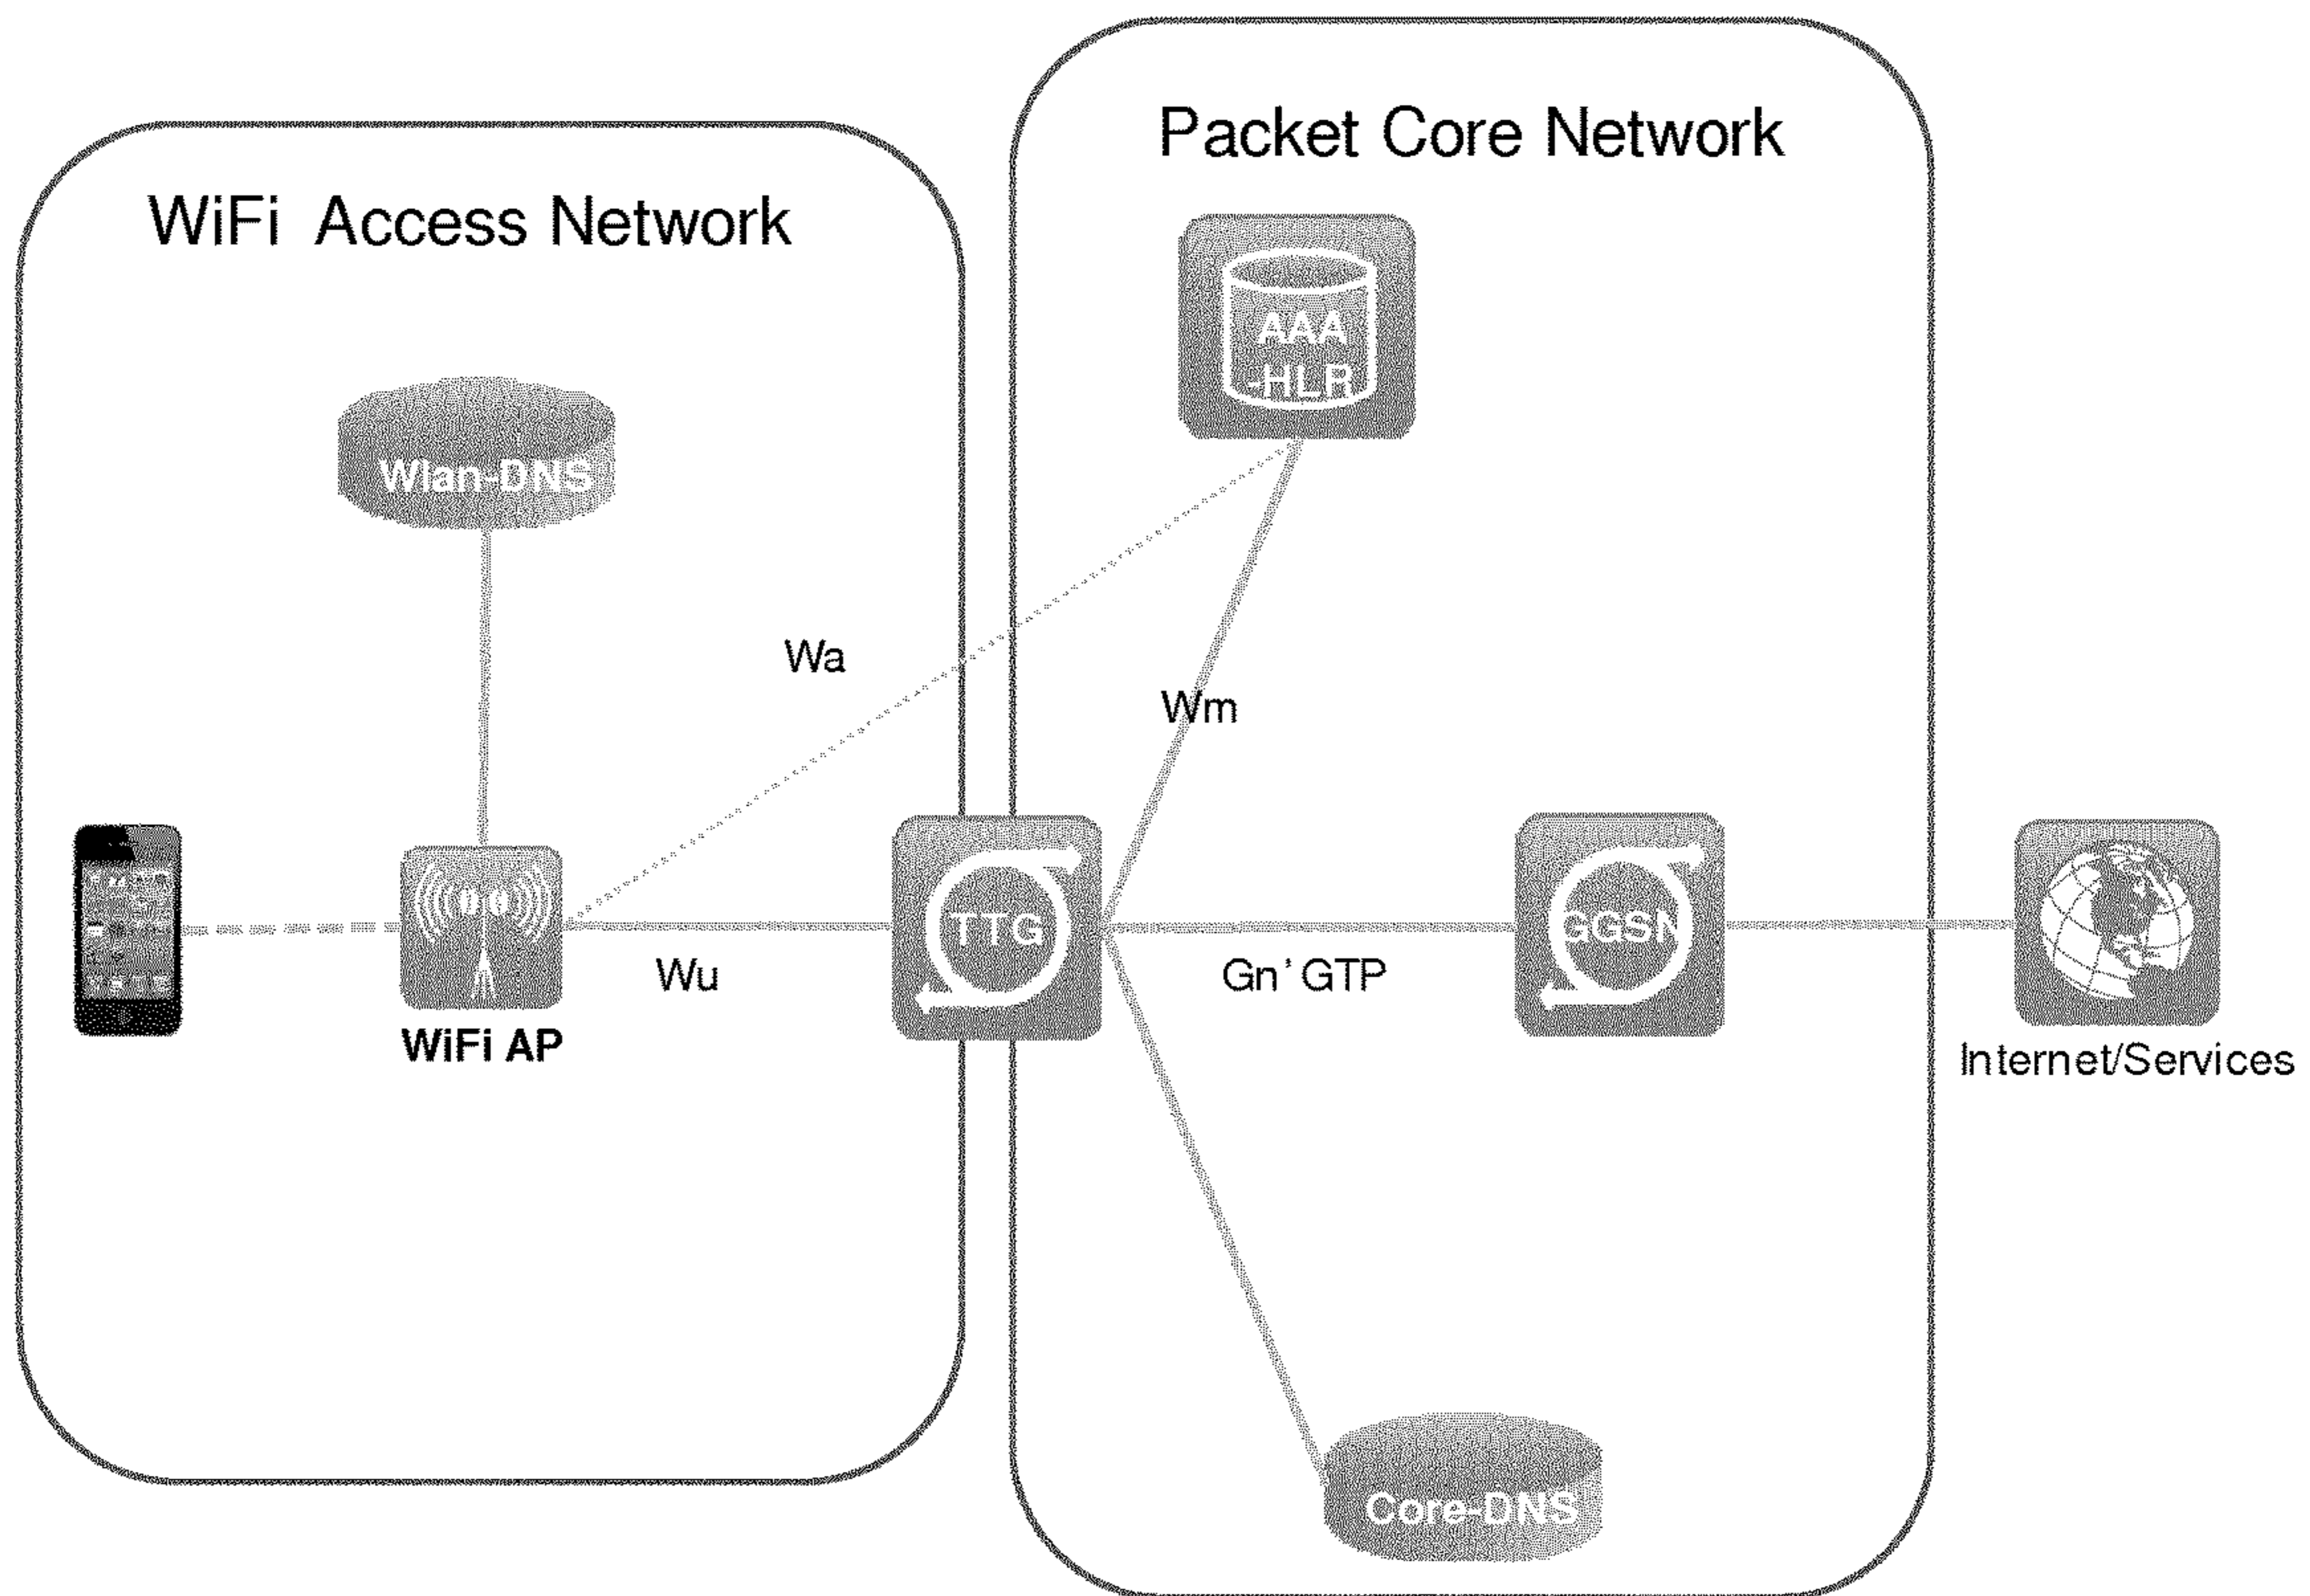 Packet Core Network
WiFi Access Network
AAA
-HLR
Wlan-DNS
Wa
Wm
TTG
GGSN
Wu
Gn' GTP
WiFi AP
Internet/Services
Core-DNS